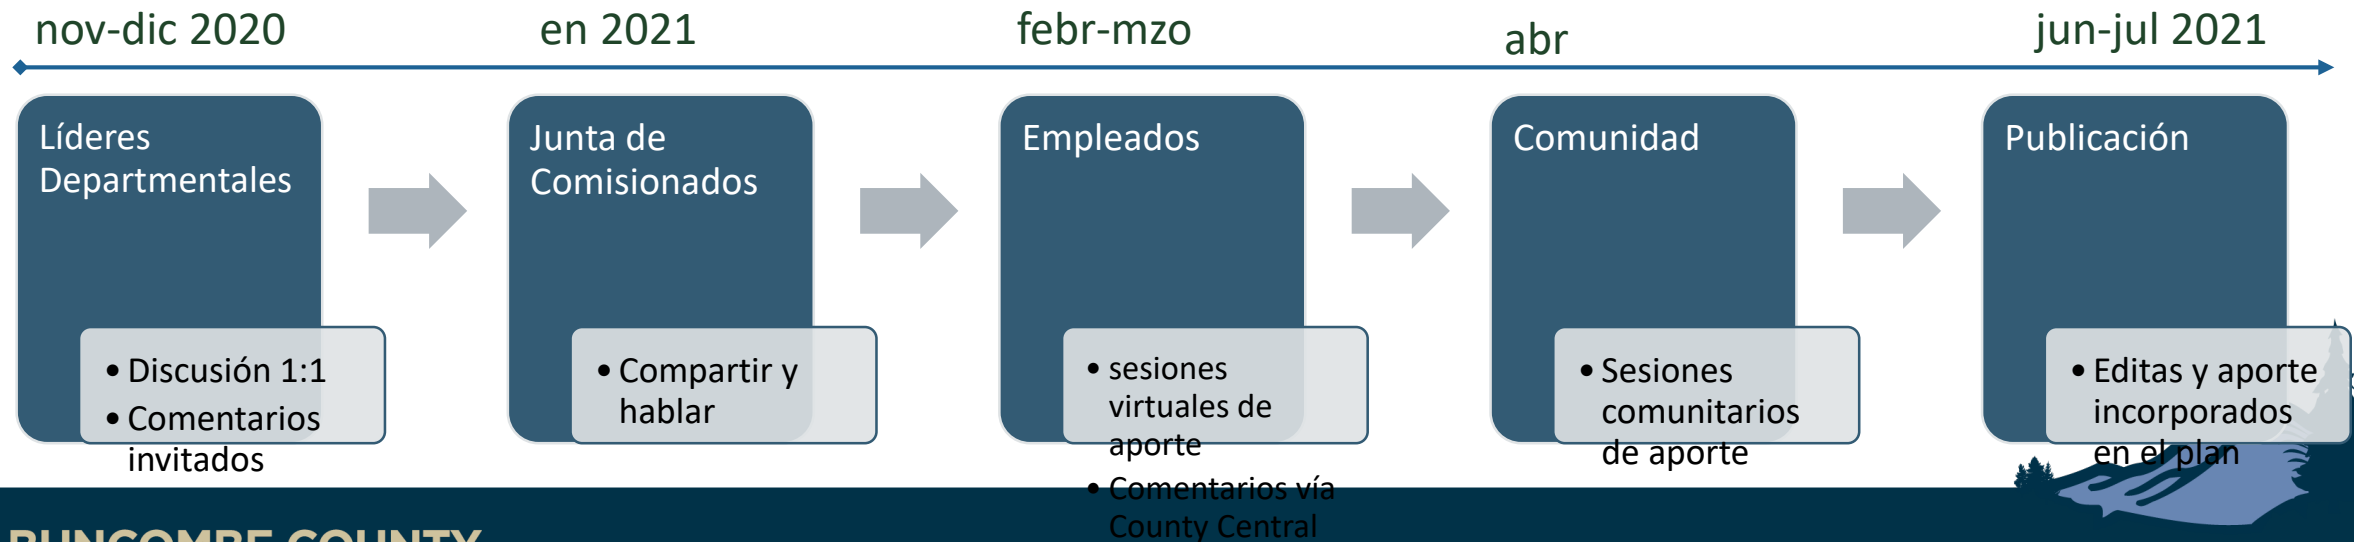 nov-dic 2020
en 2021
febr-mzo
abr
jun-jul 2021
Líderes
Departmentales
• Discusión 1:1
• Comentarios
invitados
Junta de
Comisionados
• Compartir y
hablar
Empleados
• sesiones
virtuales de
aporte
• Comentarios vía
County Central
Comunidad
• Sesiones
comunitarios
de aporte
Publicación
• Editas y aporte
incorporados
en el plan
BUNCOMBE COUNTY